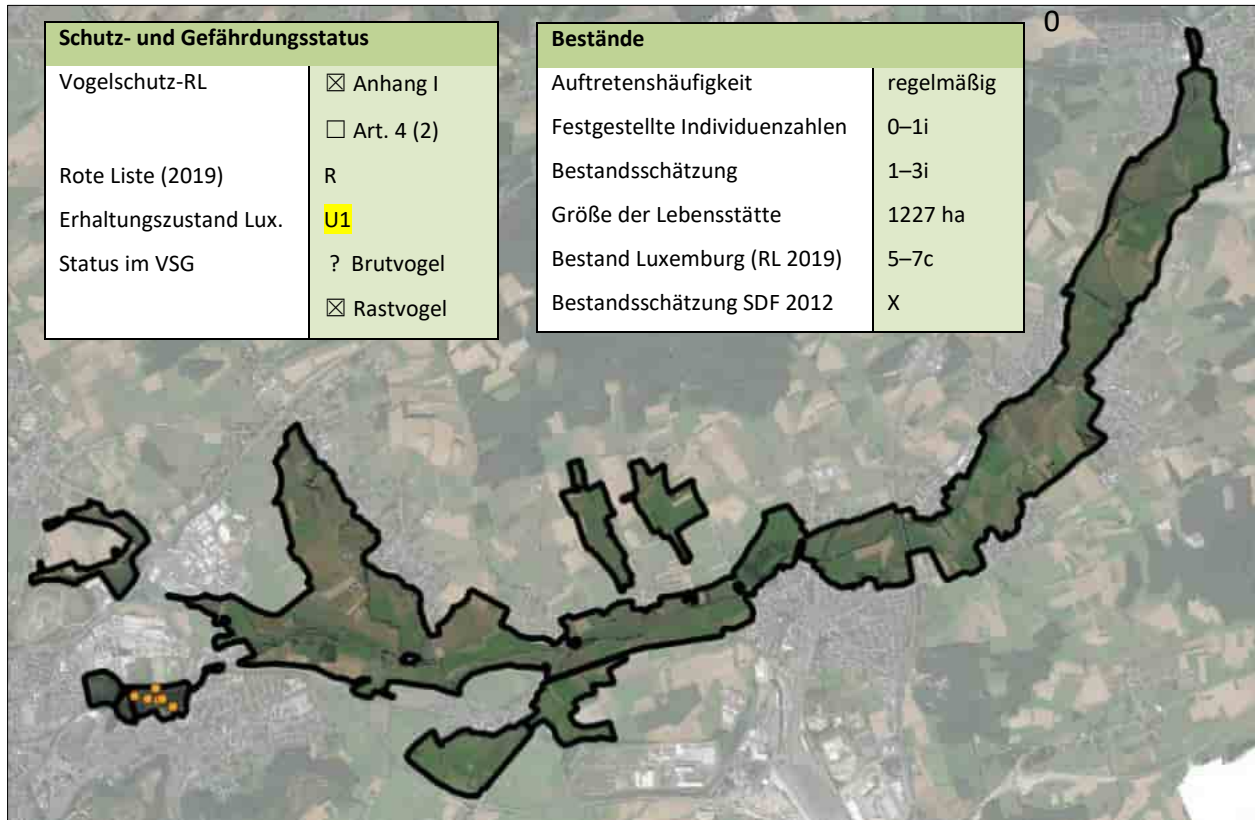 Schutz- und Gefährdungsstatus
Vogelschutz-RL ☒ Anhang I
☐ Art. 4 (2)
Rote Liste (2019) R
Erhaltungszustand Lux. U1
Status im VSG ? Brutvogel
☒ Rastvogel
Bestände
Auftretenshäufigkeit regelmäßig
Festgestellte Individuenzahlen 0–1i
Bestandsschätzung 1–3i
Größe der Lebensstätte 1227 ha
Bestand Luxemburg (RL 2019) 5–7c
Bestandsschätzung SDF 2012 X
0